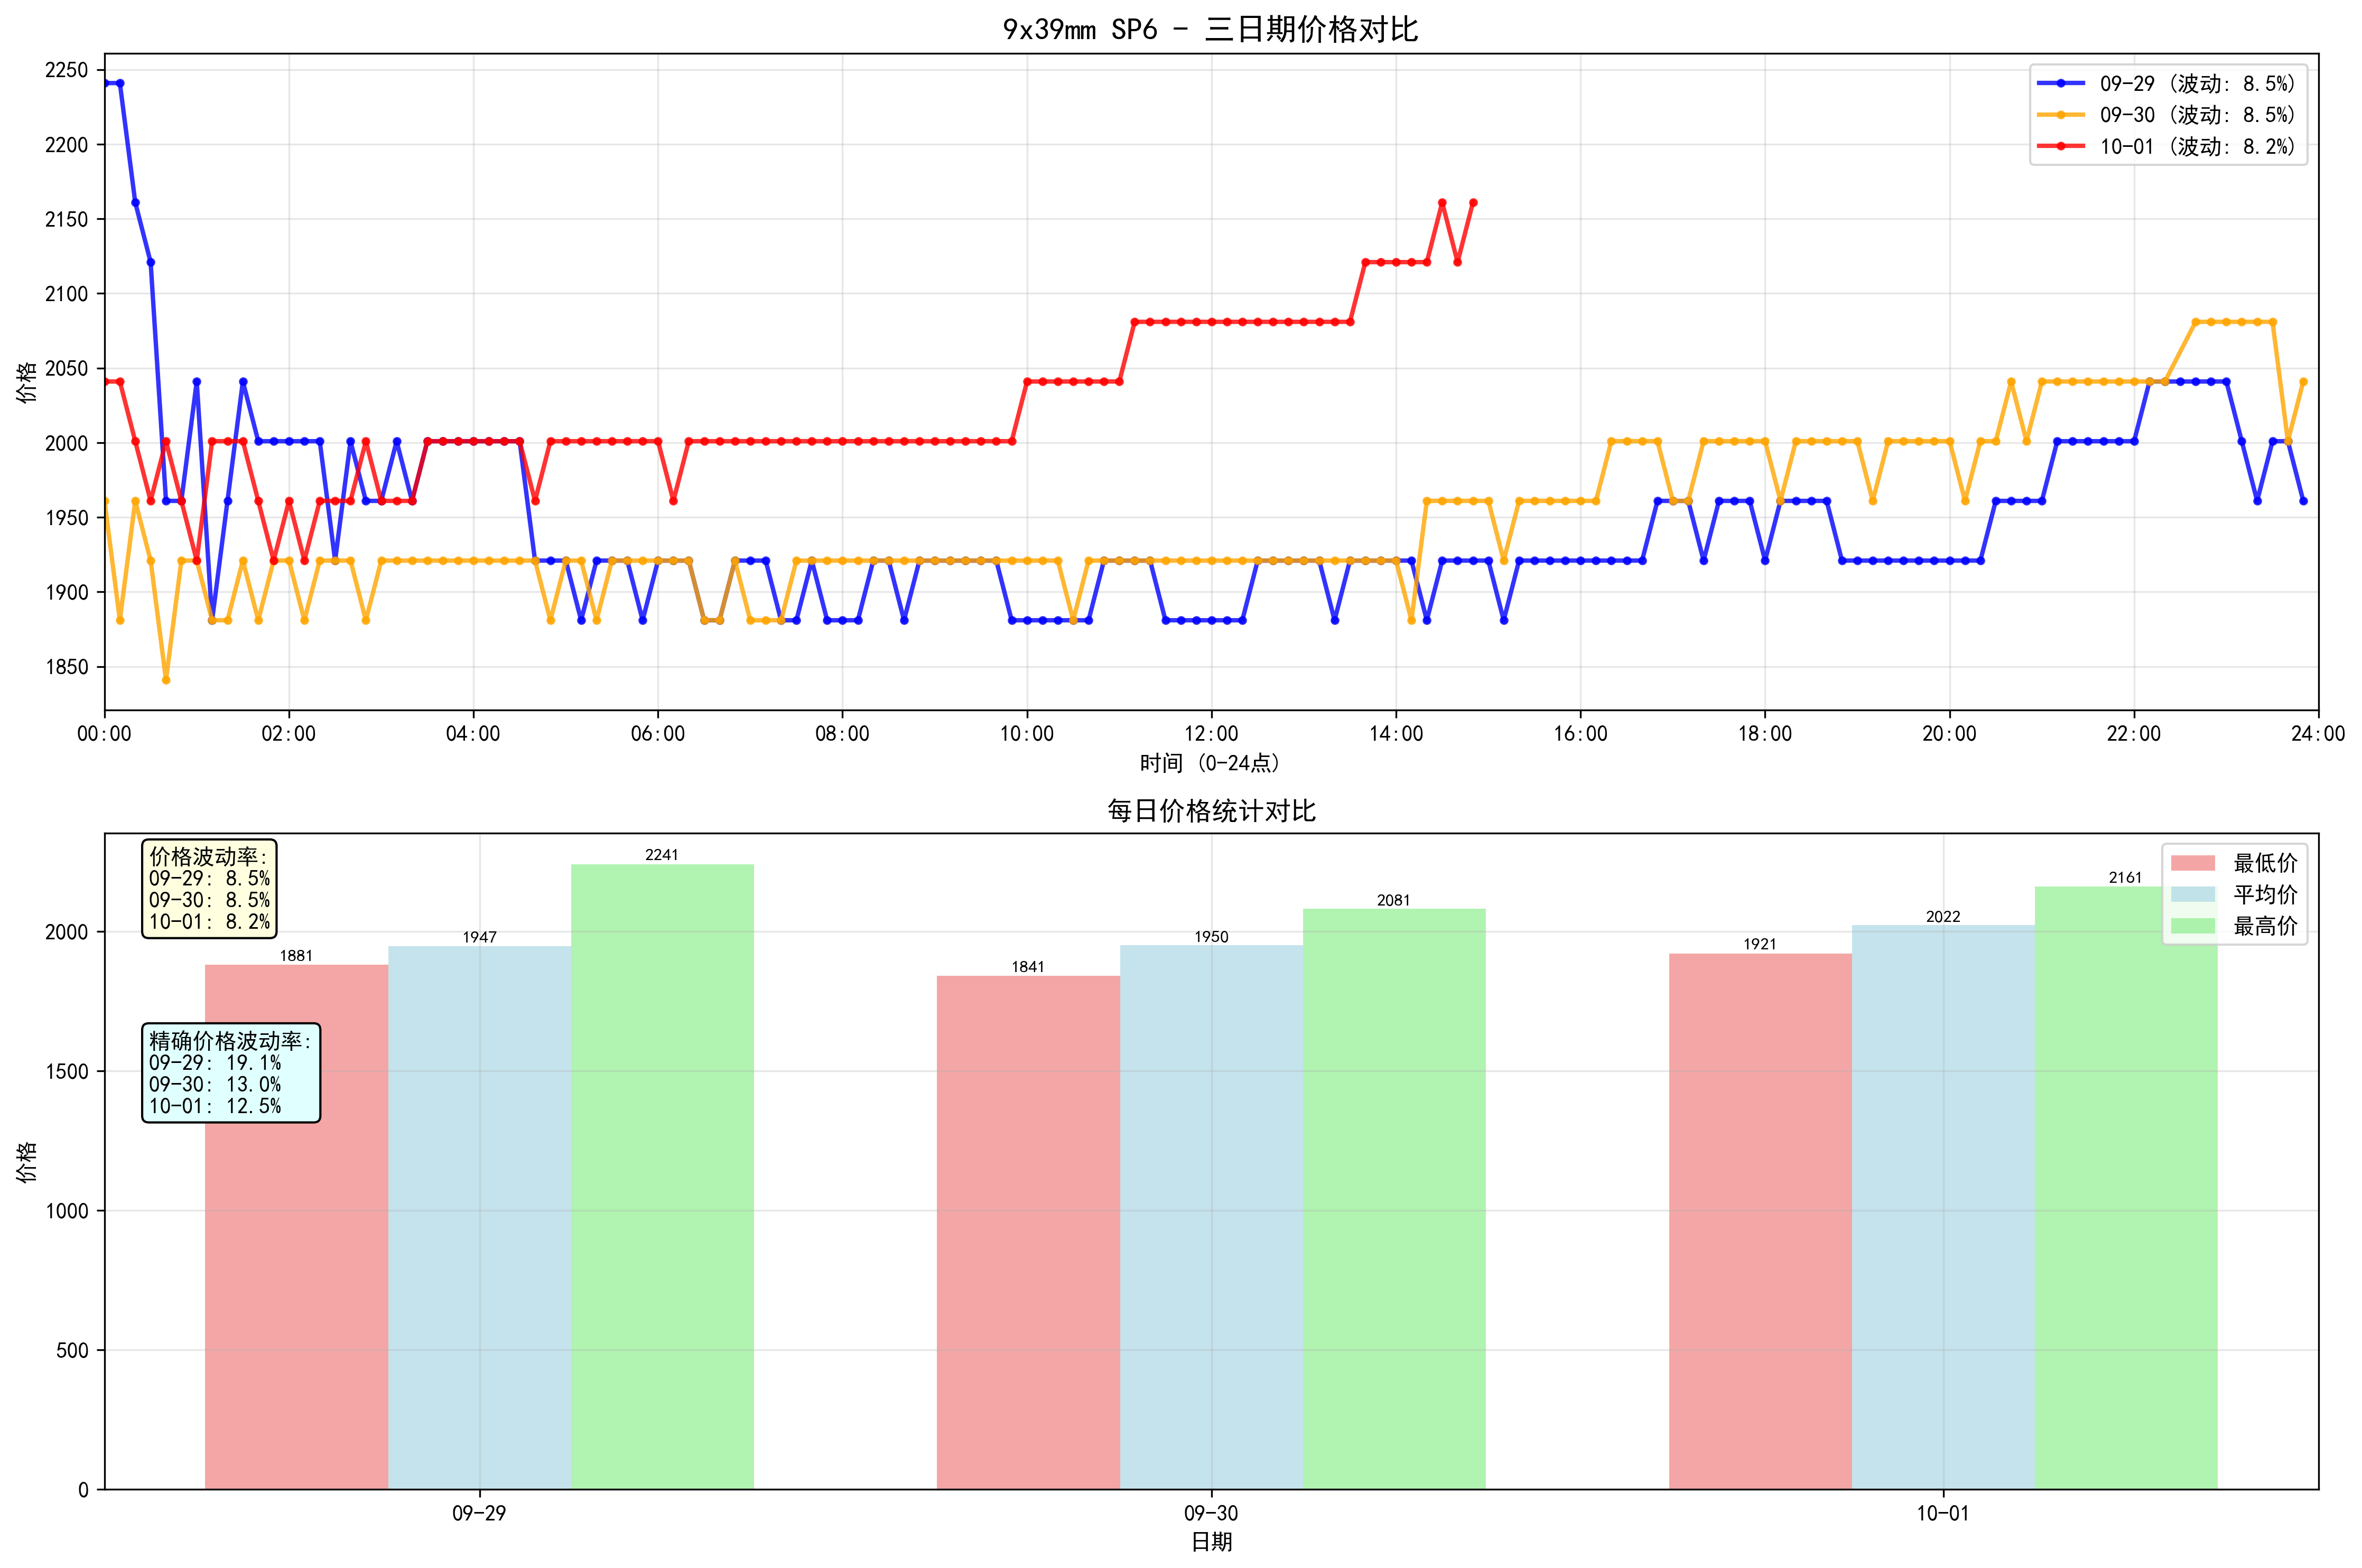 9x39mm SP6 - 三日期价格对比
2250
2200
2150
2100
2050
2000
1950
1900
1850
价格
09-29 (波动: 8.5%)
09-30 (波动: 8.5%)
10-01 (波动: 8.2%)
00:00 02:00 04:00 06:00 08:00 10:00 12:00 14:00 16:00 18:00 20:00 22:00 24:00
时间 (0-24点)
每日价格统计对比
价格波动率:
09-29: 8.5%
09-30: 8.5%
10-01: 8.2%
精确价格波动率:
09-29: 19.1%
09-30: 13.0%
10-01: 12.5%
最低价
平均价
最高价
1881 1947 2241
1841 1950 2081
1921 2022 2161
2000
1500
1000
500
0
价格
09-29 09-30 10-01
日期